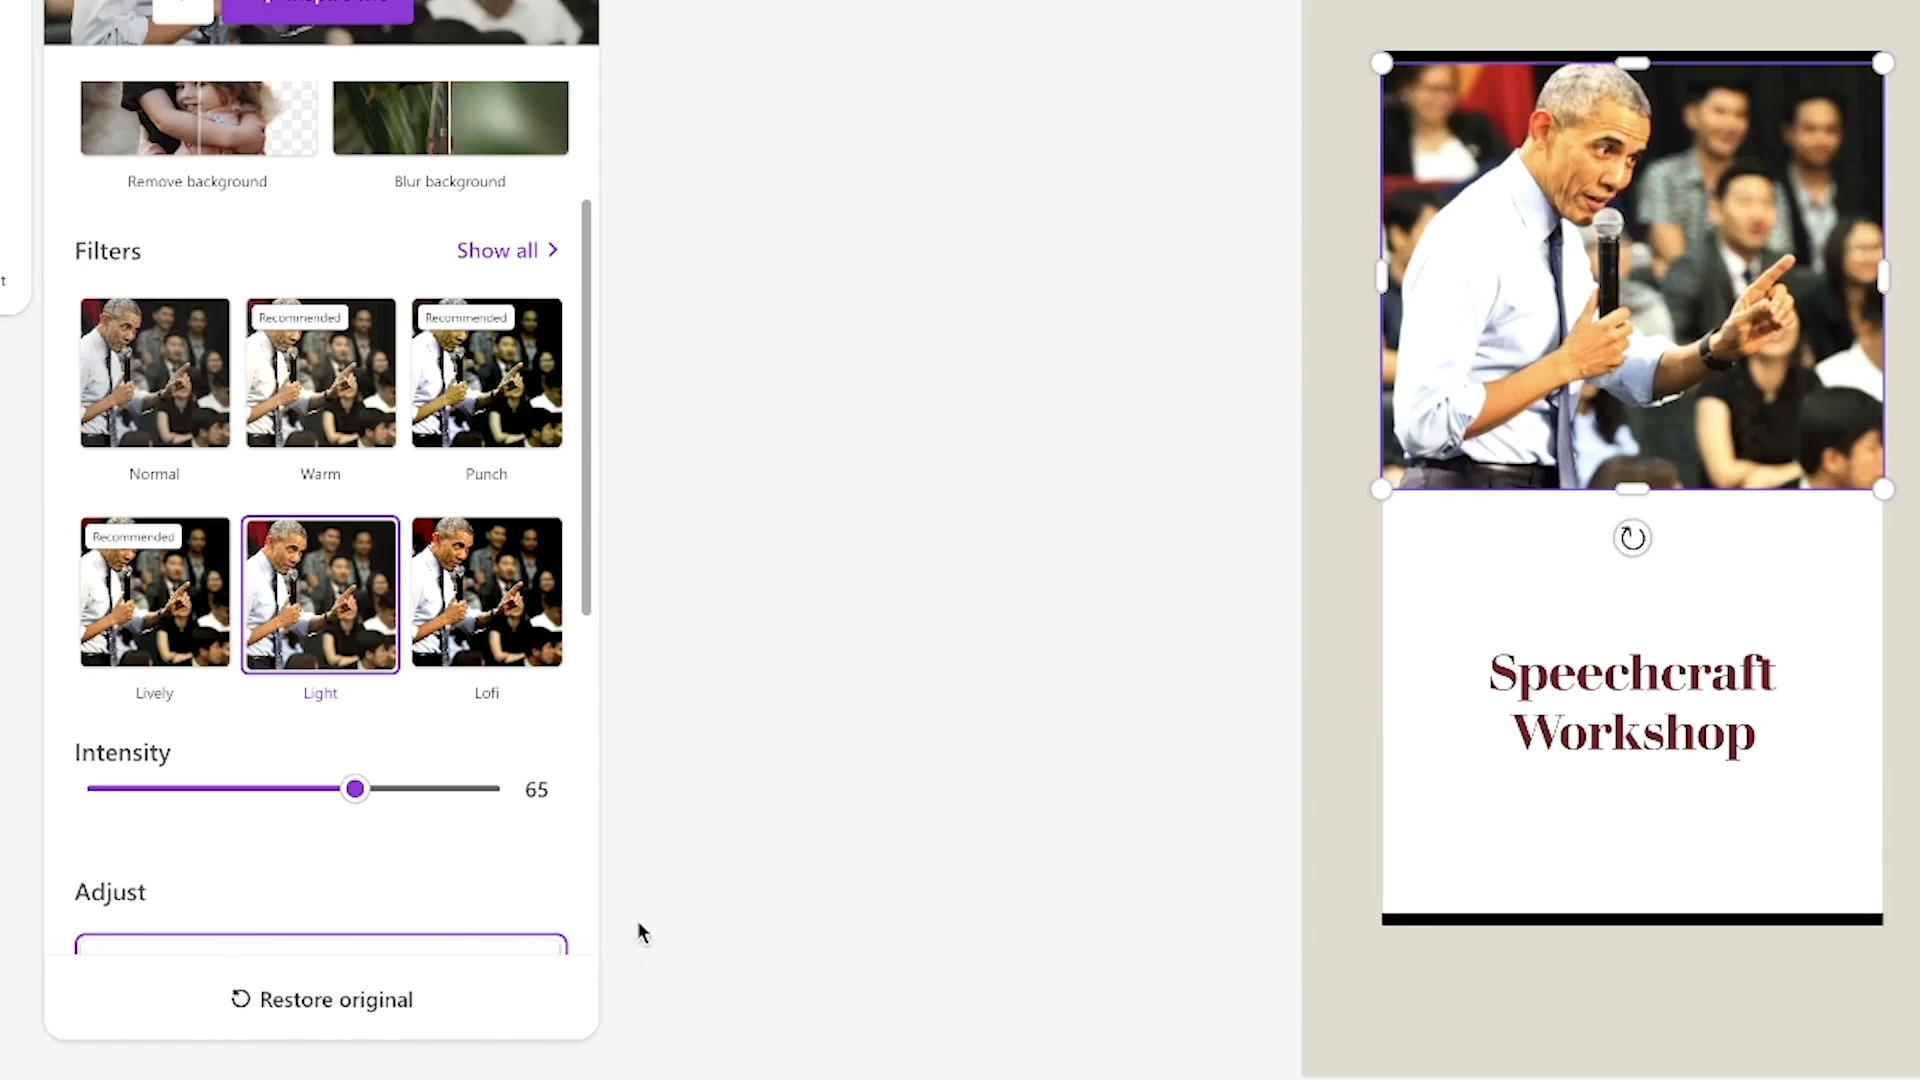 Remove background
Blur background
Filters
Show all
Recommended
Recommended
Normal
Warm
Punch
Recommended
Lively
Light
Lofi
Intensity
65
Adjust
Restore original
Speechcraft
Workshop